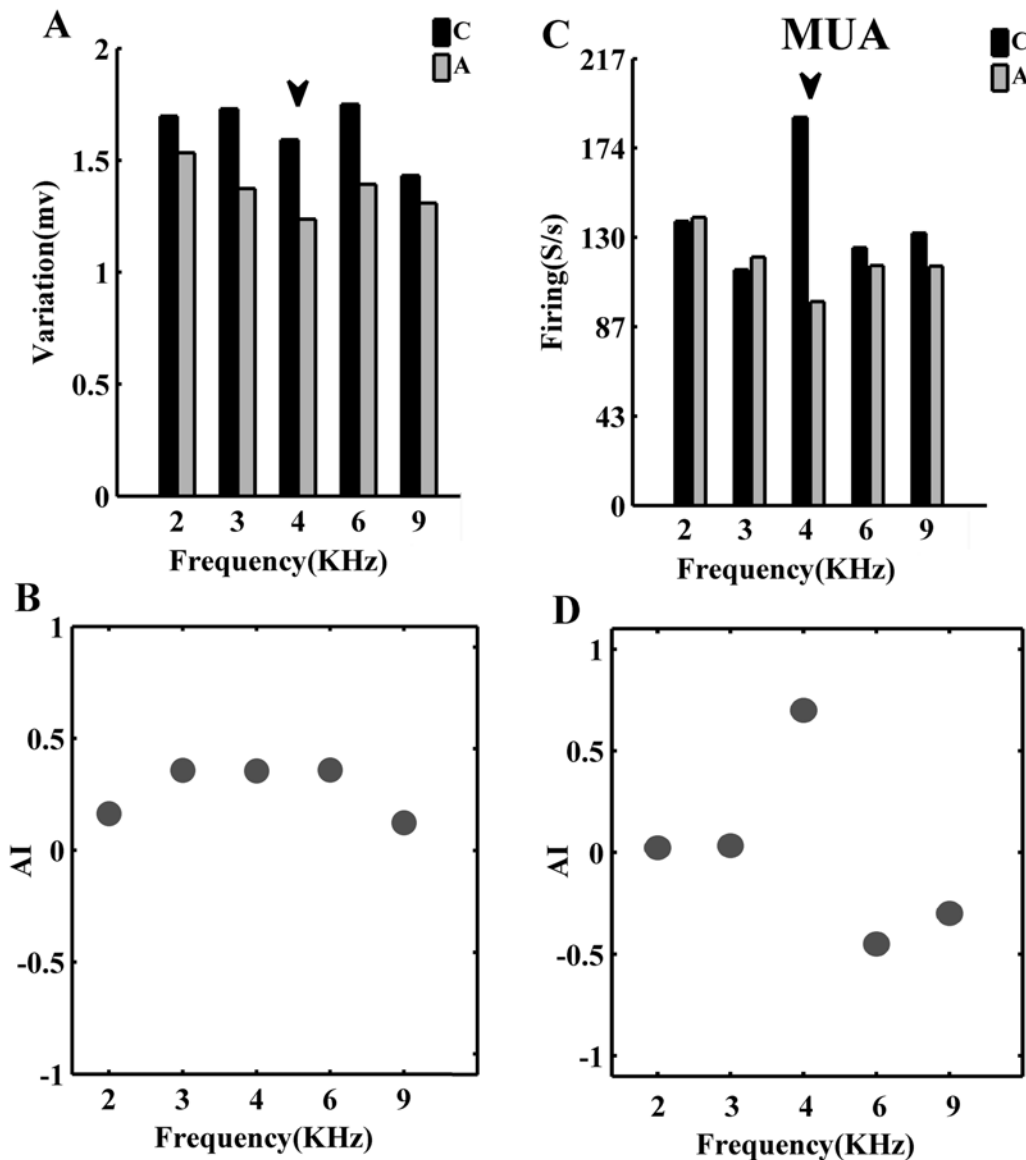 A
C
A
2
1.5
1
0.5
0
Variation(mv)
2 3 4 6 9
Frequency(KHz)
C
MUA
C
A
217
174
130
87
43
0
Firing(S/s)
2 3 4 6 9
Frequency(KHz)
B
1
0.5
0
-0.5
-1
AI
2 3 4 6 9
Frequency(KHz)
D
1
0.5
0
-0.5
-1
AI
2 3 4 6 9
Frequency(KHz)